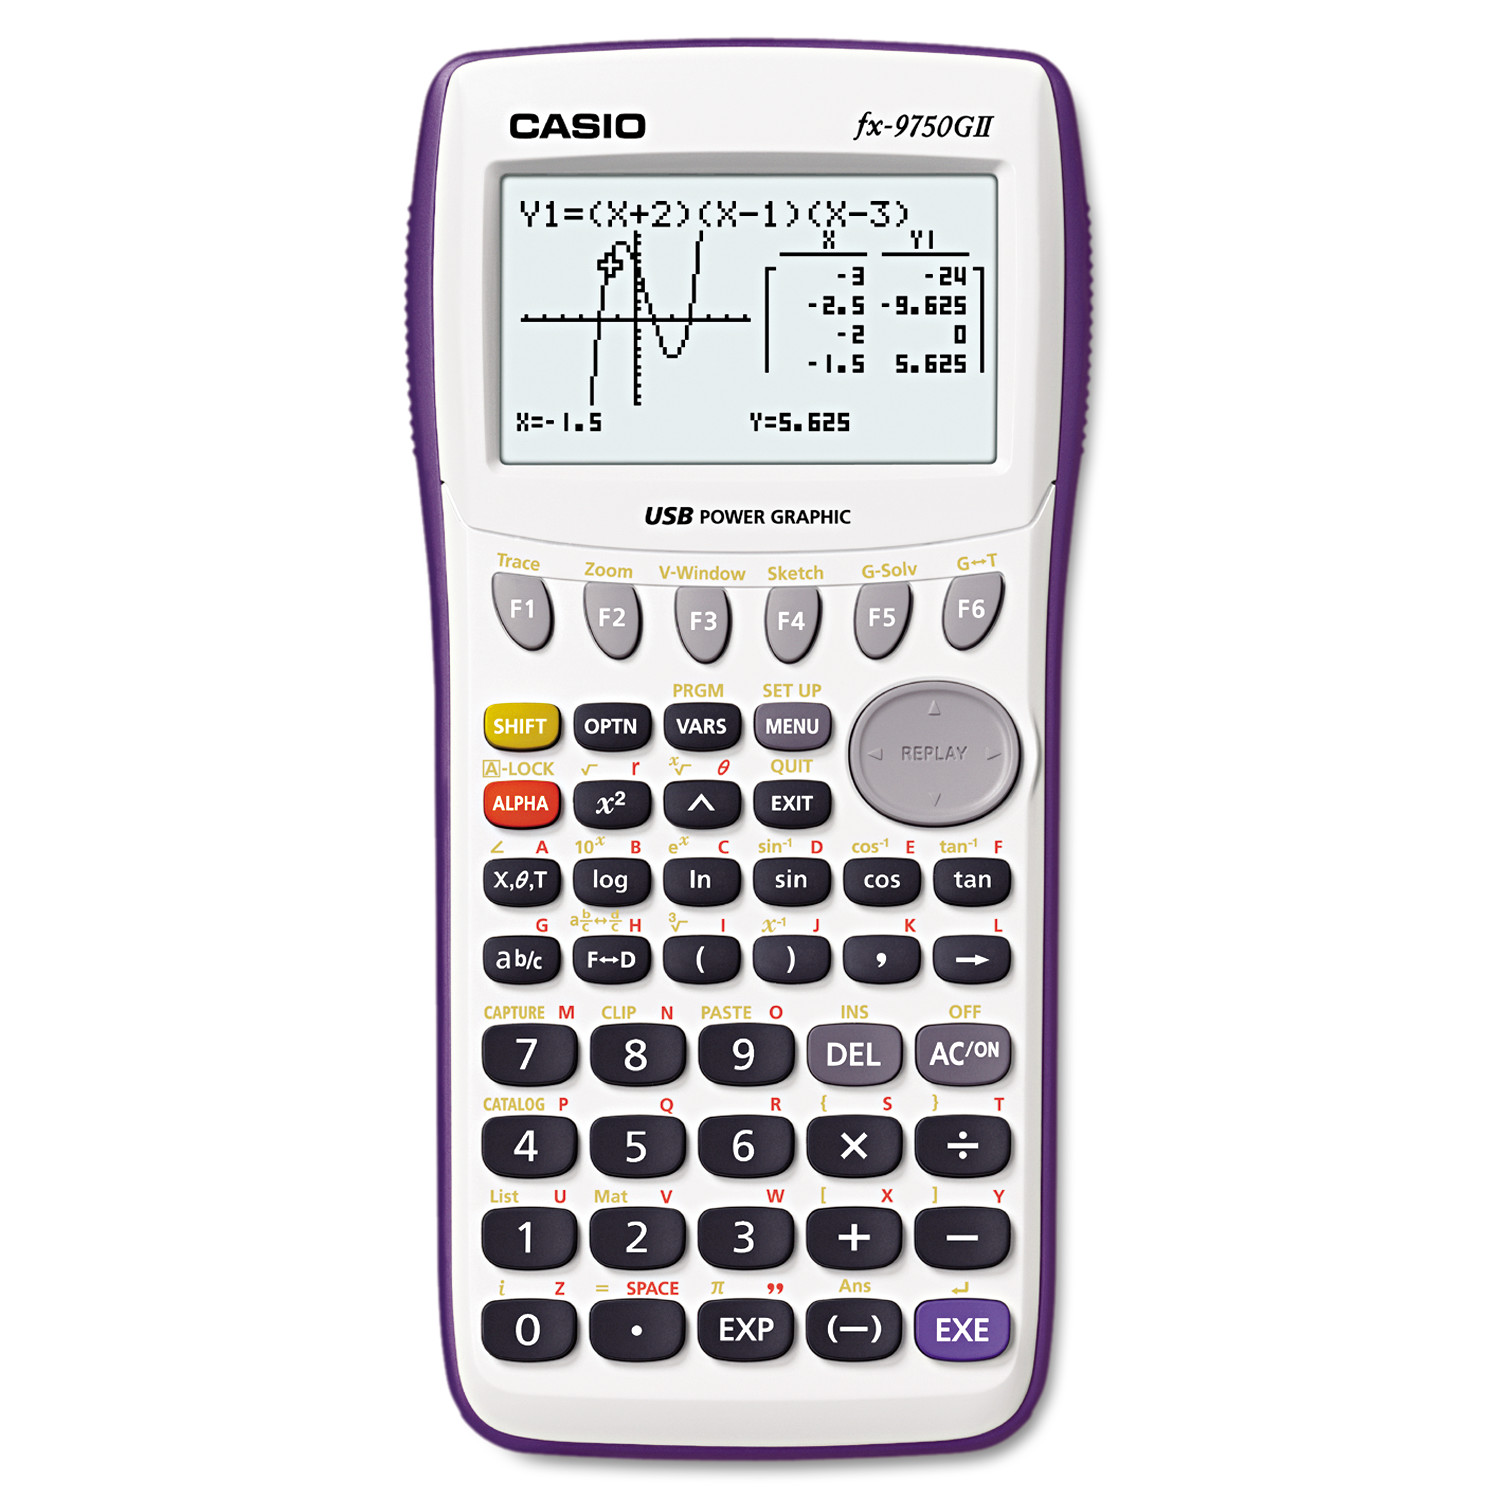 CASIO fx-9750GII
Y1=(X+2)(X-1)(X-3)
X Y1
-3 -24
-2.5 -9.625
-2 0
-1.5 5.625
X=-1.5 Y=5.625
USB POWER GRAPHIC
Trace Zoom V-Window Sketch G-Solv G↔T
F1 F2 F3 F4 F5 F6
PRGM SET UP
SHIFT OPTN VARS MENU
REPLAY
A-LOCK √ r ˣ√ θ QUIT
ALPHA x² ^ EXIT
∠ A 10ˣ B eˣ C sin⁻¹ D cos⁻¹ E tan⁻¹ F
X,θ,T log ln sin cos tan
G a b/c↔d/c H ³√ I x⁻¹ J K L
ab/c F↔D ( ) , →
CAPTURE M CLIP N PASTE O INS OFF
7 8 9 DEL AC/ON
CATALOG P Q R { S } T
4 5 6 × ÷
List U Mat V W [ X ] Y
1 2 3 + −
i Z = SPACE π ” Ans ↵
0 . EXP (−) EXE